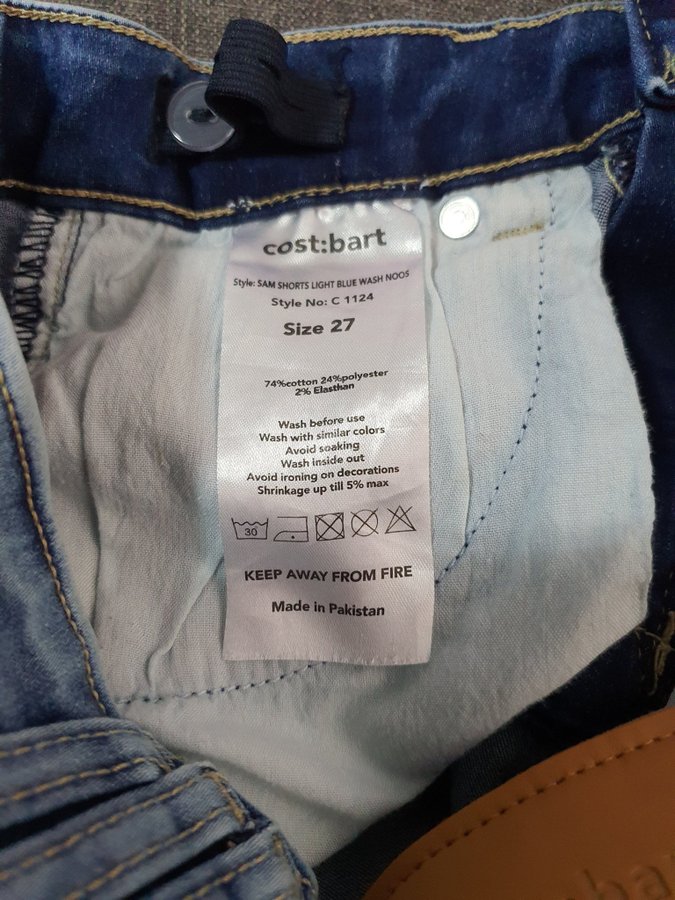 cost:bart
Style: SAM SHORTS LIGHT BLUE WASH NOOS
Style No: C 1124
Size 27
74%cotton 24%polyester
2% Elasthan
Wash before use
Wash with similar colors
Avoid soaking
Wash inside out
Avoid ironing on decorations
Shrinkage up till 5% max
30
KEEP AWAY FROM FIRE
Made in Pakistan